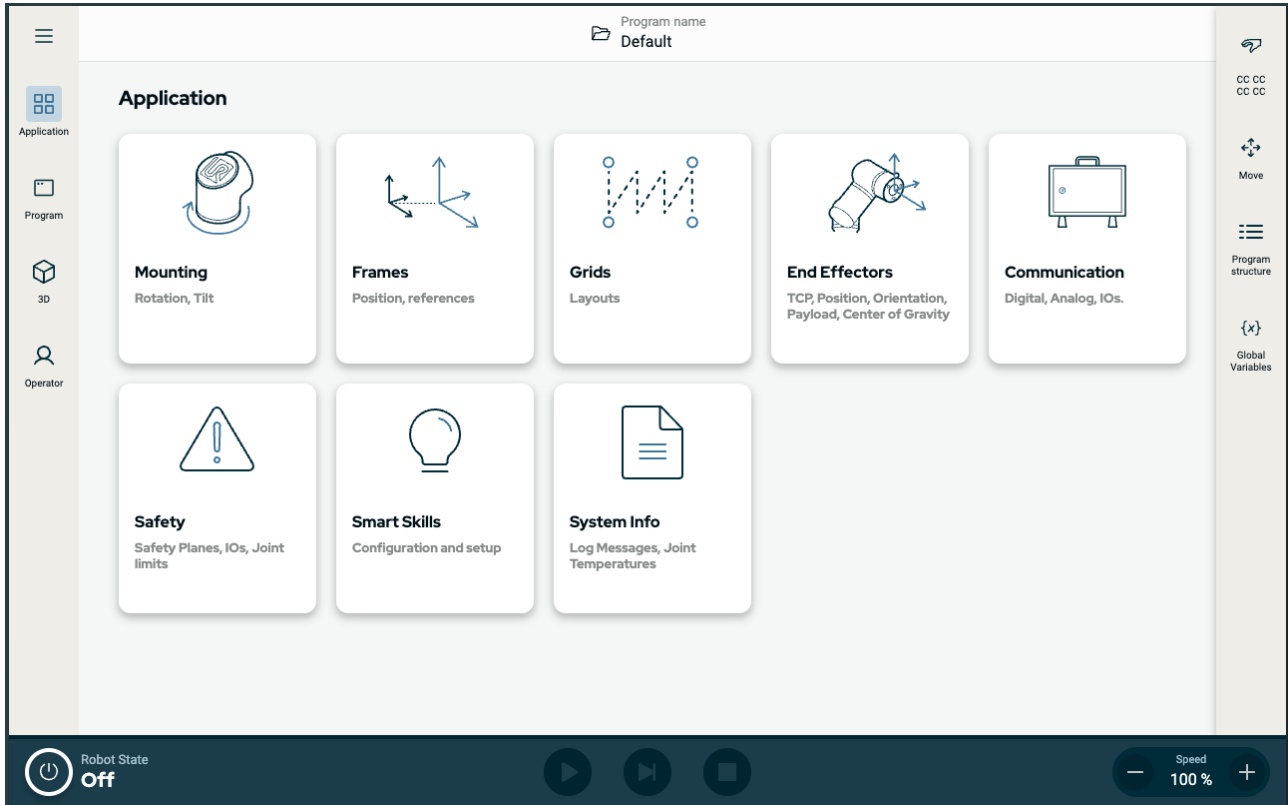 Program name
Default
Application
Program
3D
Operator
Application
Mounting
Rotation, Tilt
Frames
Position, references
Grids
Layouts
End Effectors
TCP, Position, Orientation,
Payload, Center of Gravity
Communication
Digital, Analog, IOs.
Safety
Safety Planes, IOs, Joint
limits
Smart Skills
Configuration and setup
System Info
Log Messages, Joint
Temperatures
CC CC
CC CC
Move
Program
structure
{x}
Global
Variables
Robot State
Off
Speed
100 %